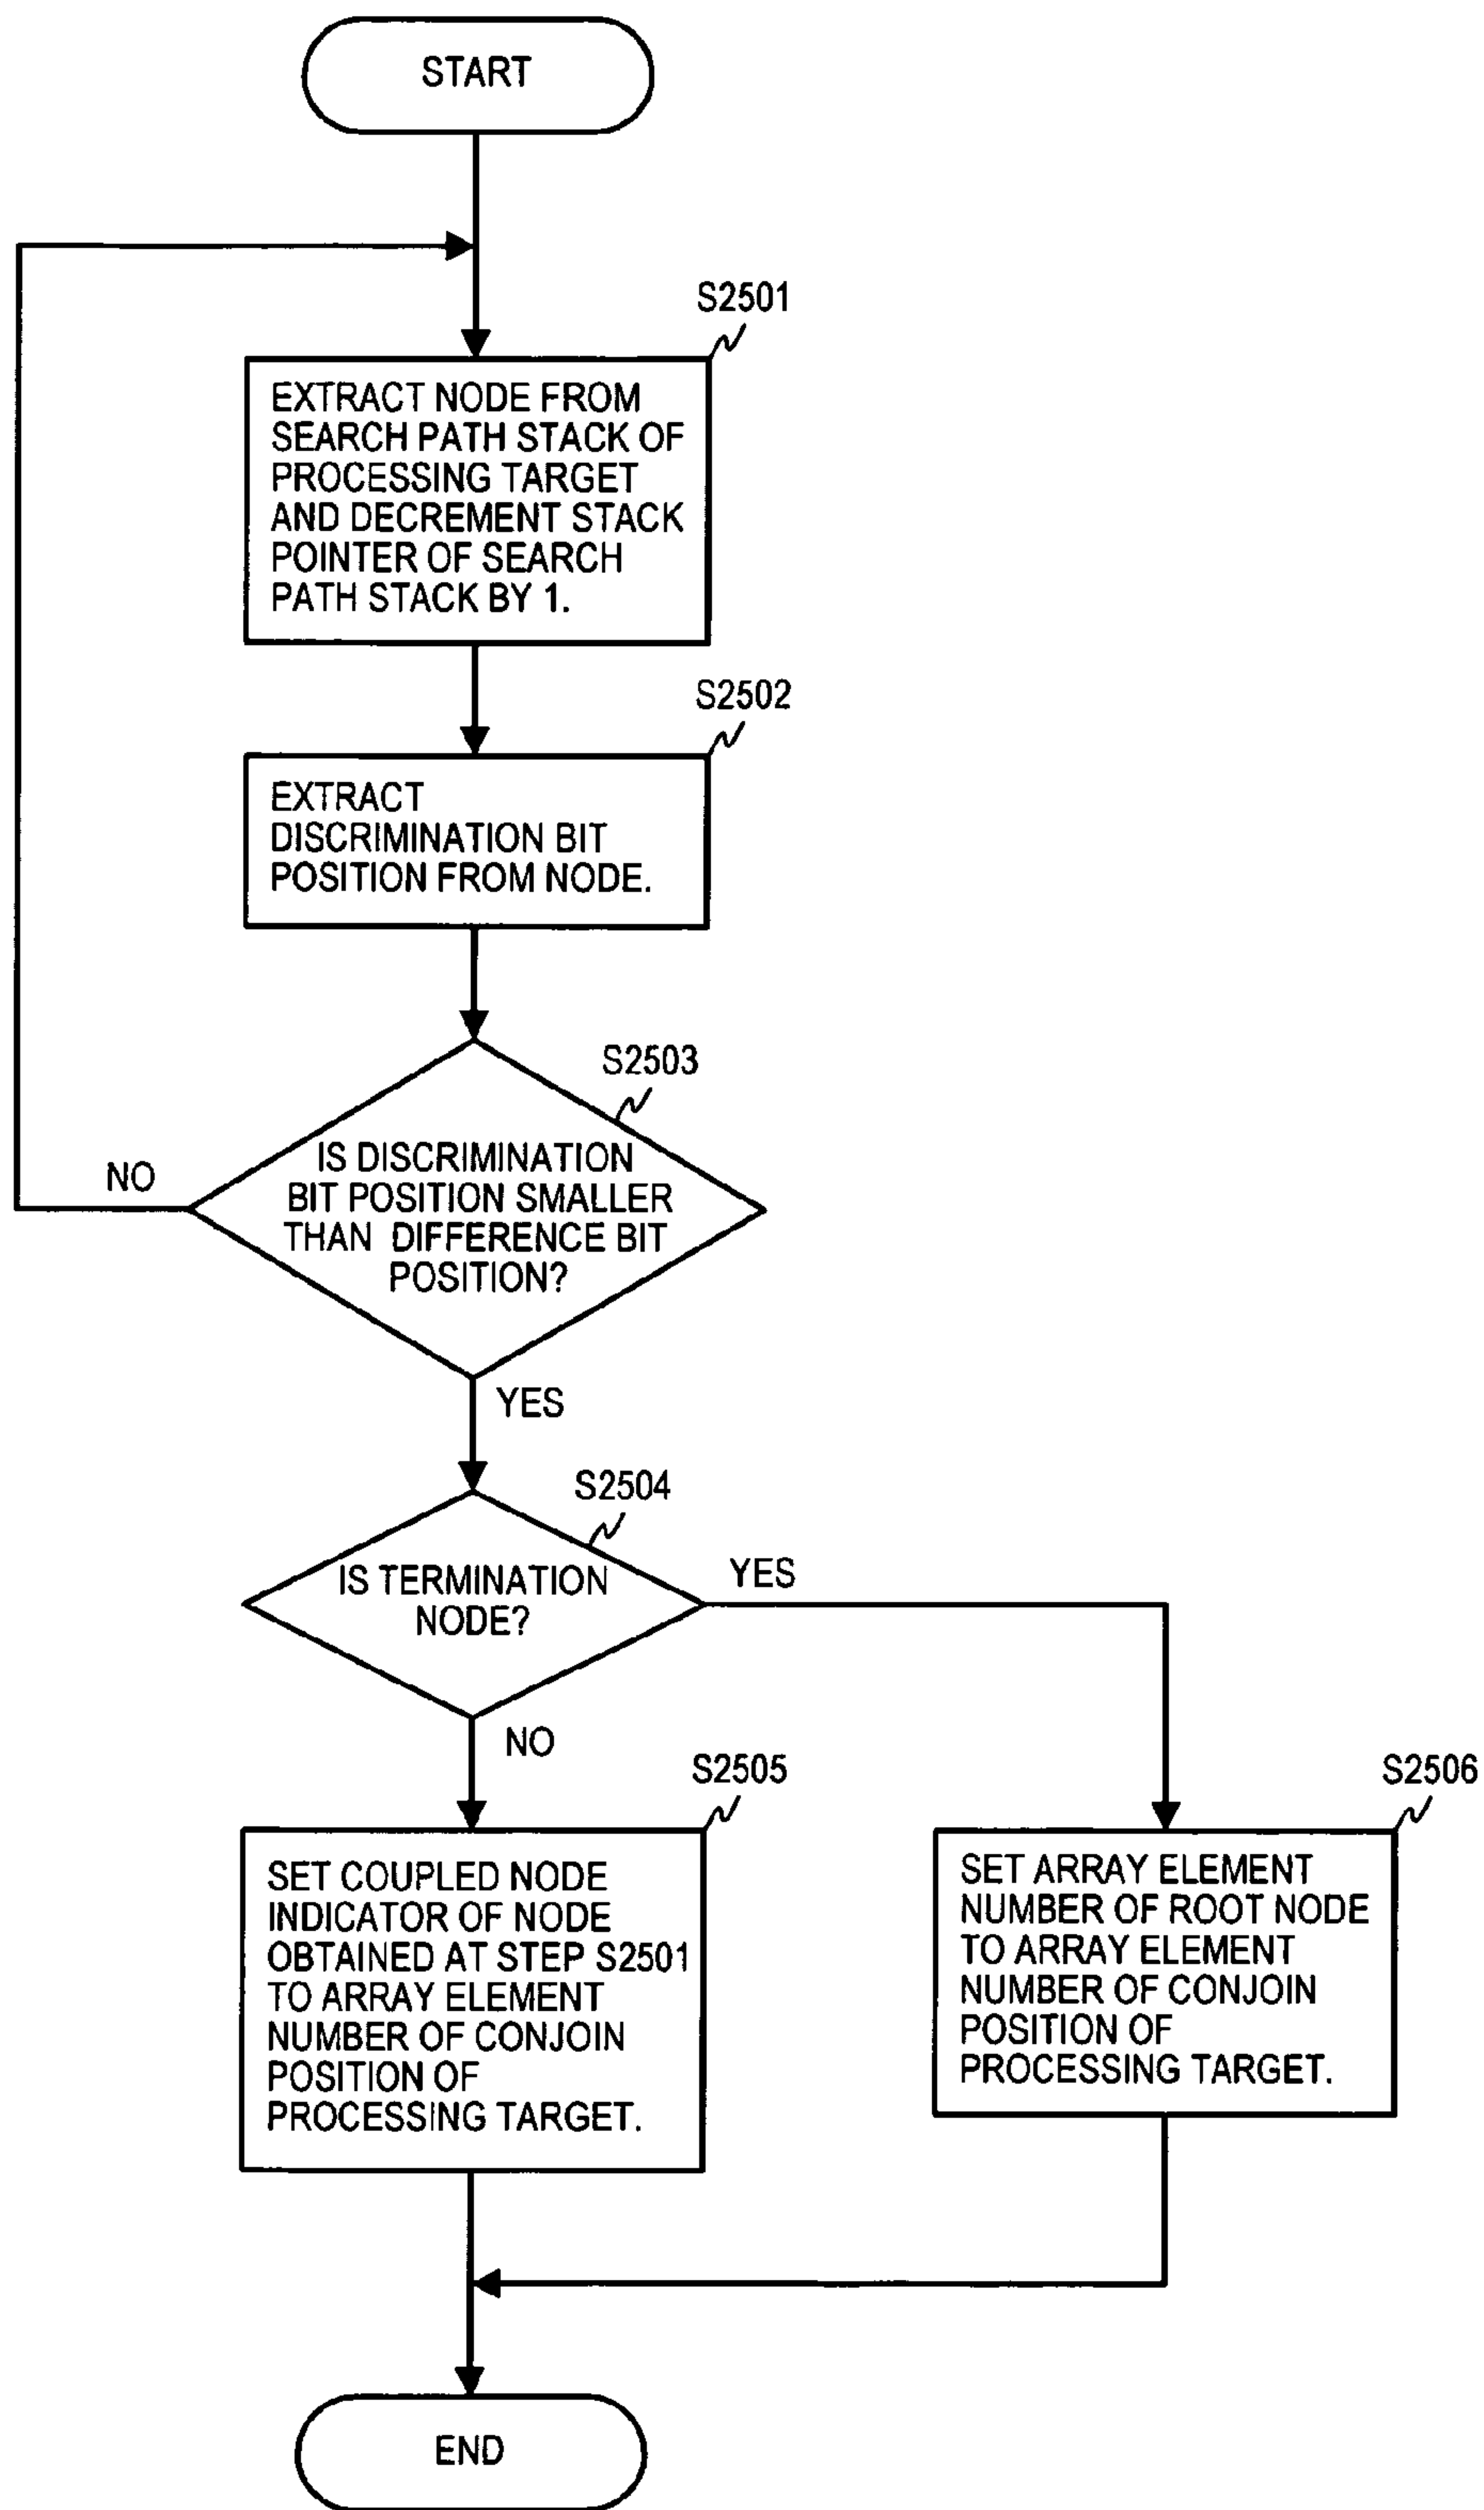 START
S2501
EXTRACT NODE FROM
SEARCH PATH STACK OF
PROCESSING TARGET
AND DECREMENT STACK
POINTER OF SEARCH
PATH STACK BY 1.
S2502
EXTRACT
DISCRIMINATION BIT
POSITION FROM NODE.
S2503
IS DISCRIMINATION
BIT POSITION SMALLER
THAN DIFFERENCE BIT
POSITION?
NO
YES
S2504
IS TERMINATION
NODE?
YES
NO
S2505
SET COUPLED NODE
INDICATOR OF NODE
OBTAINED AT STEP S2501
TO ARRAY ELEMENT
NUMBER OF CONJOIN
POSITION OF
PROCESSING TARGET.
S2506
SET ARRAY ELEMENT
NUMBER OF ROOT NODE
TO ARRAY ELEMENT
NUMBER OF CONJOIN
POSITION OF
PROCESSING TARGET.
END